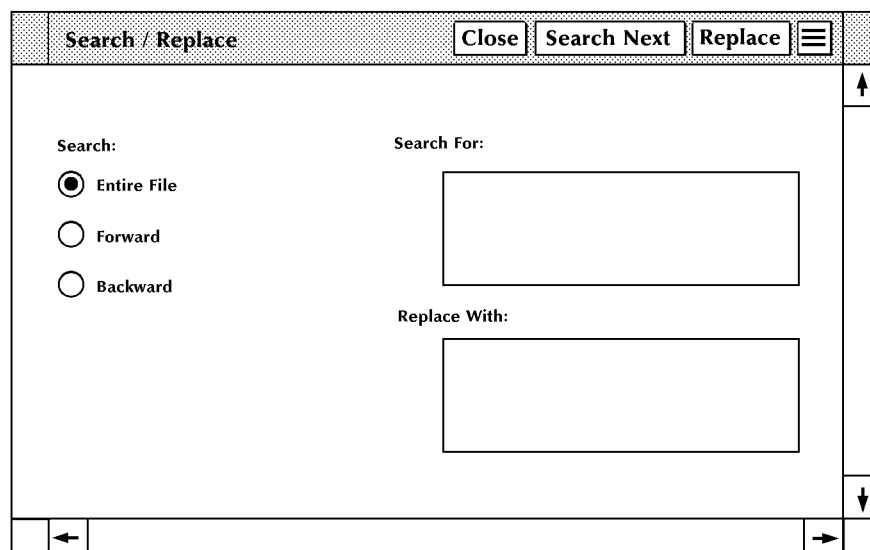 Search / Replace Close Search Next Replace
Search:
Entire File
Forward
Backward
Search For:
Replace With: